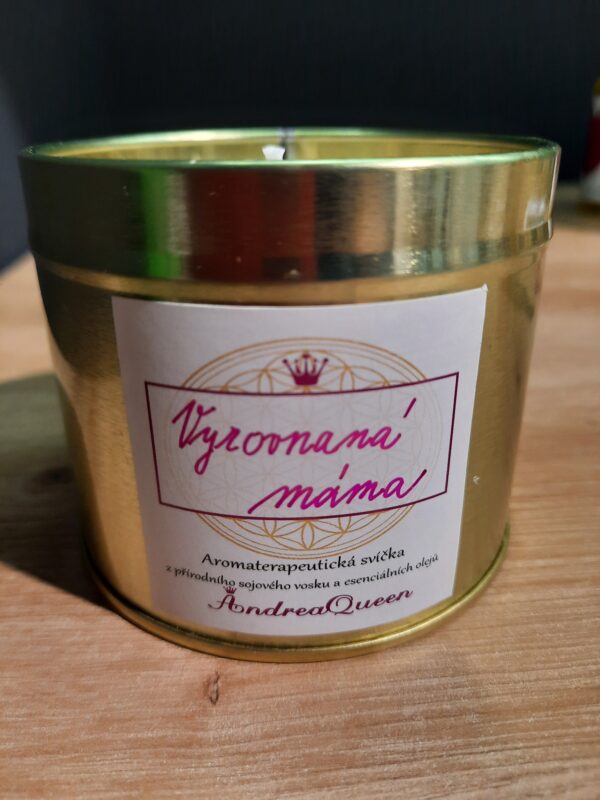 Vyrovnaná
máma
Aromaterapeutická svíčka
z přírodního sojového vosku a esenciálních olejů
AndreaQueen